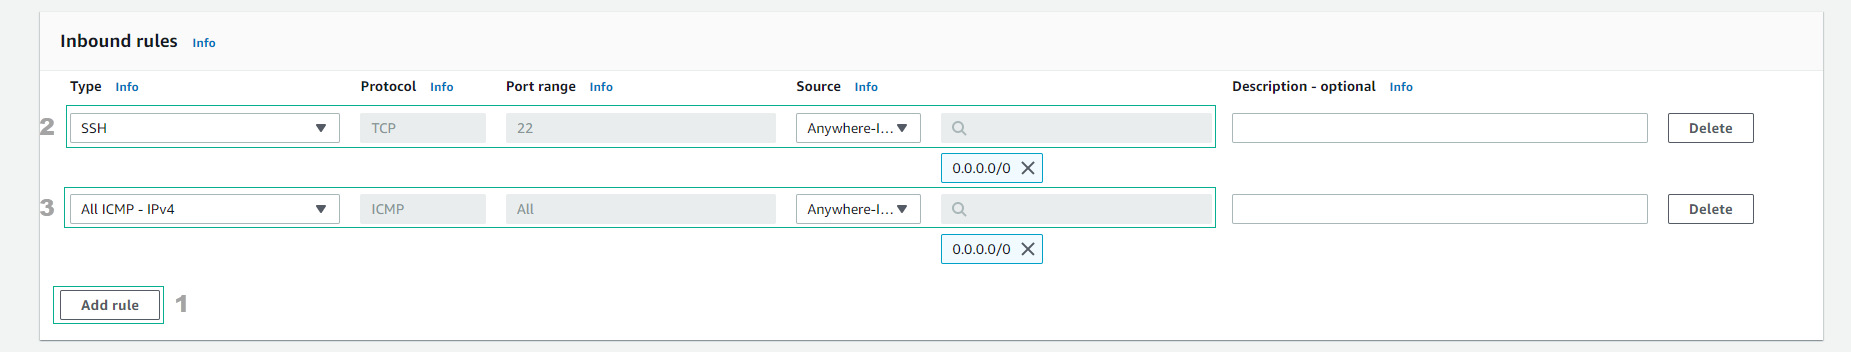 Inbound rules Info
Type Info Protocol Info Port range Info Source Info Description - optional Info
2 SSH TCP 22 Anywhere-I... Delete
0.0.0.0/0
3 All ICMP - IPv4 ICMP All Anywhere-I... Delete
0.0.0.0/0
Add rule 1